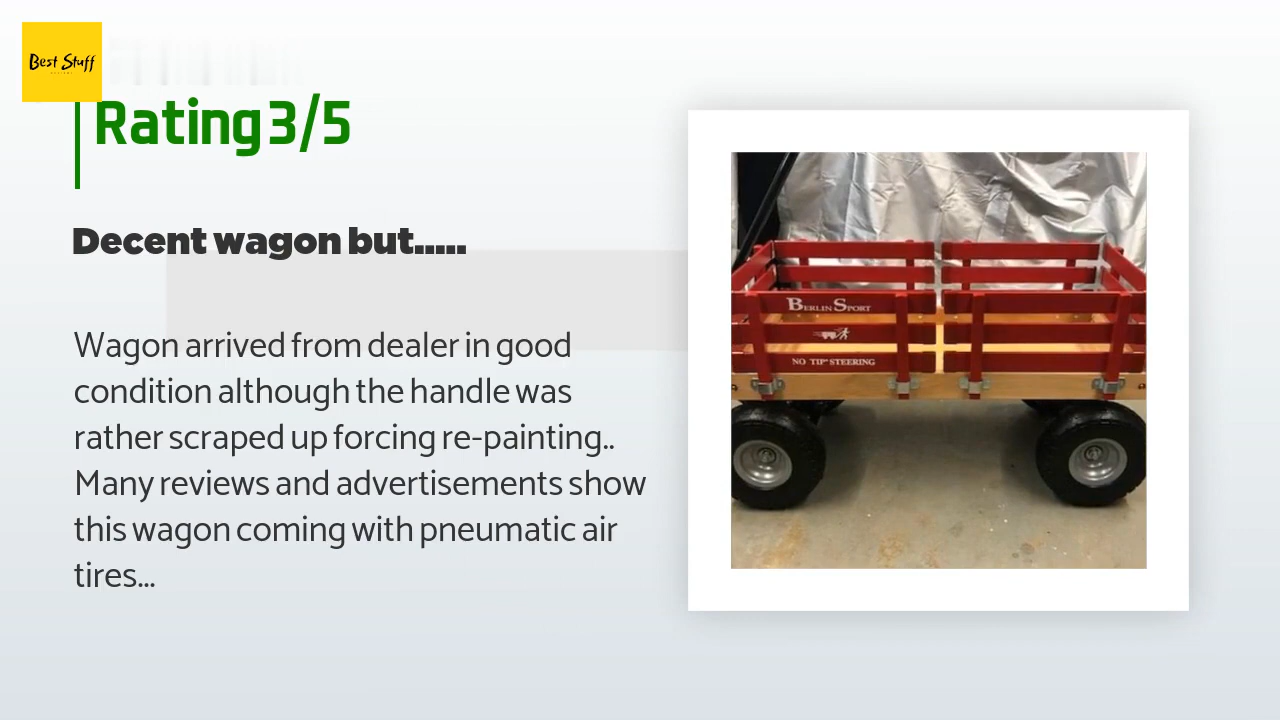 Best Stuff
Rating 3/5
Decent wagon but.....
Wagon arrived from dealer in good
condition although the handle was
rather scraped up forcing re-painting..
Many reviews and advertisements show
this wagon coming with pneumatic air
tires...
BERLIN SPORT
NO TIP STEERING